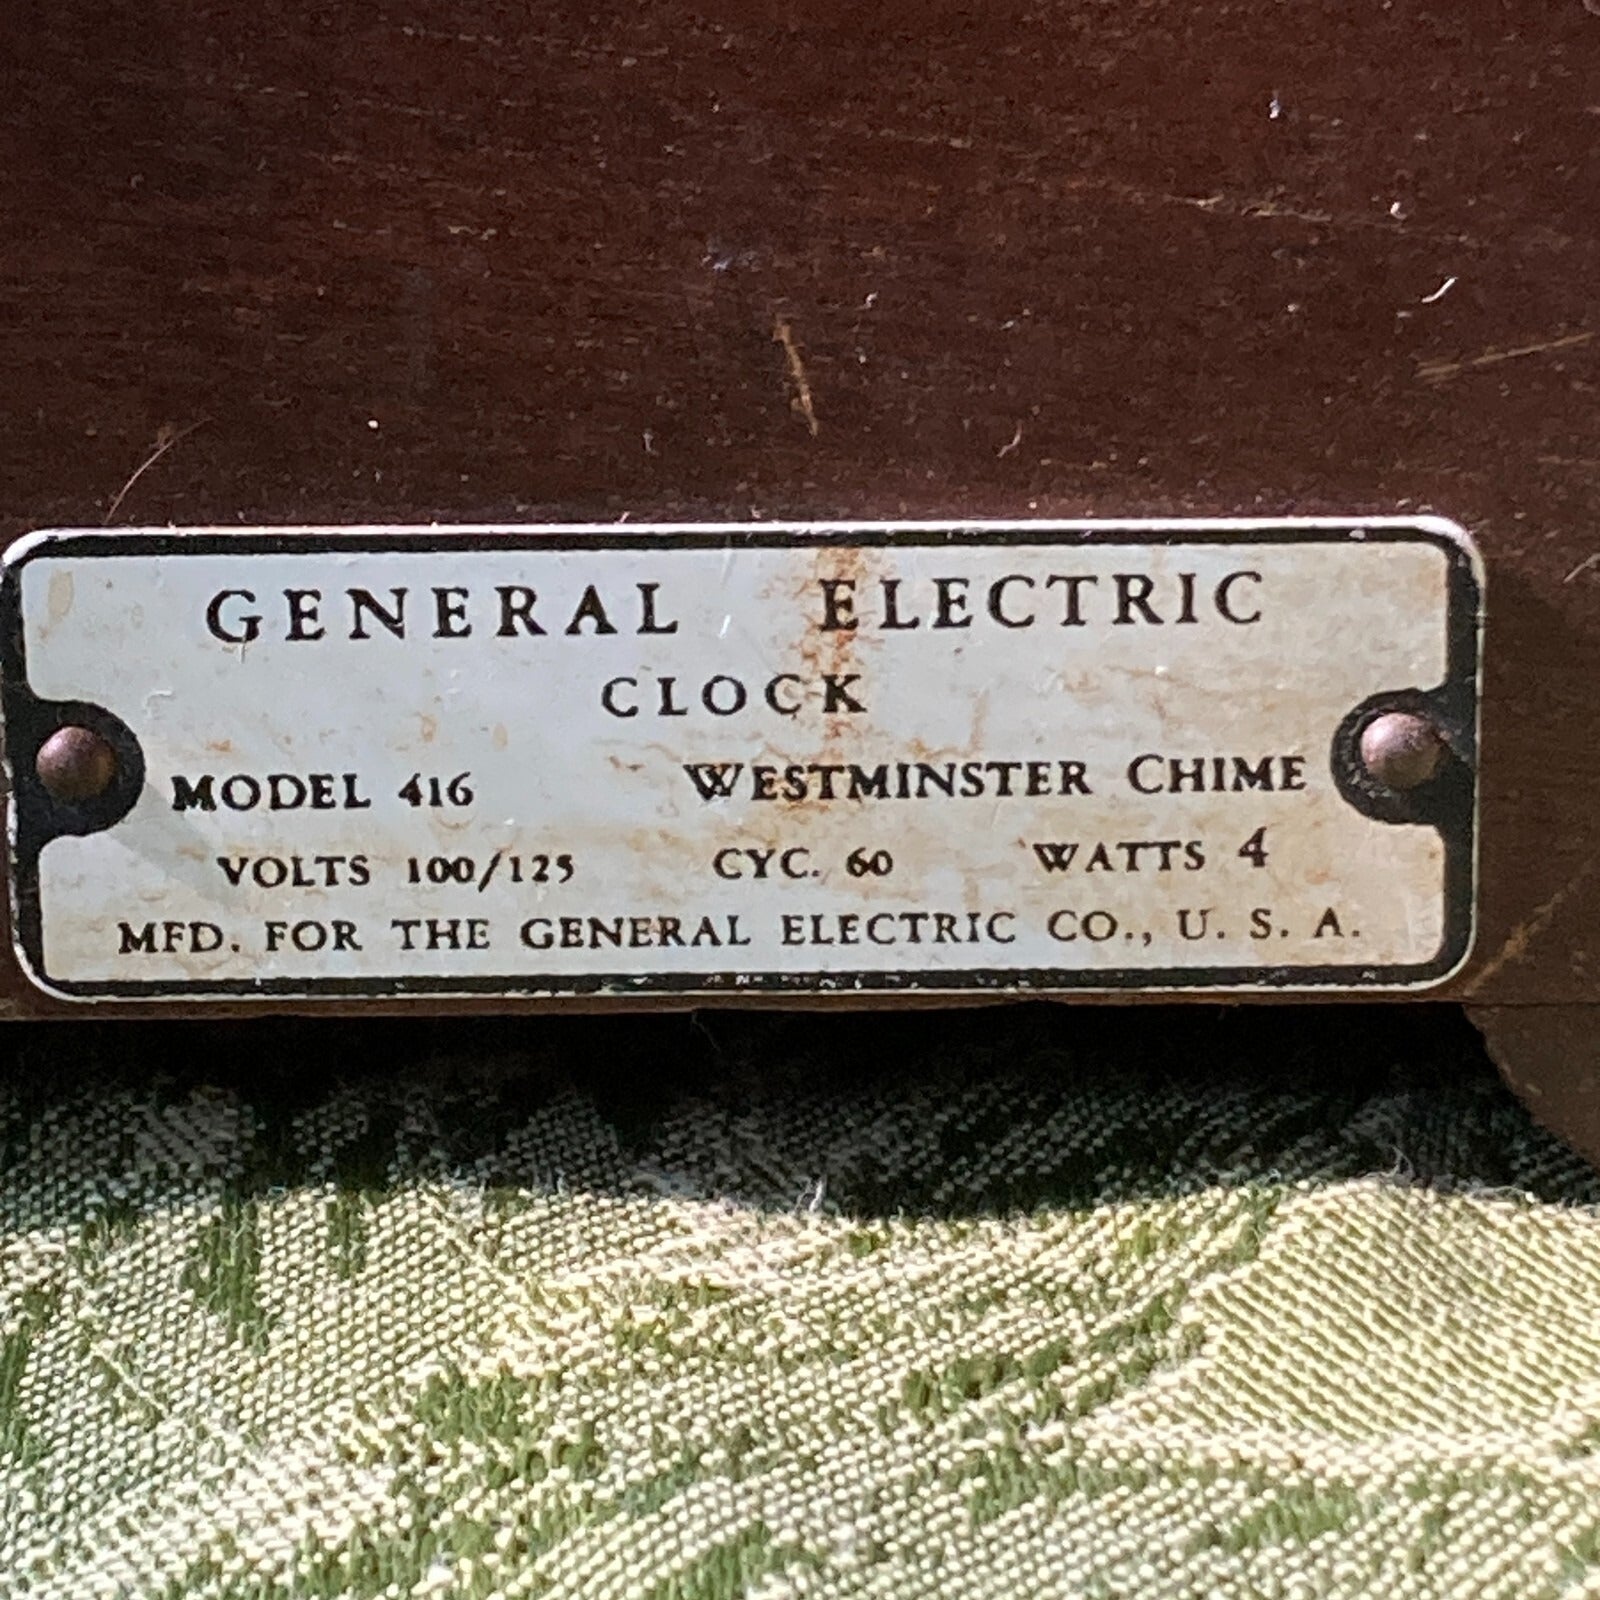 GENERAL ELECTRIC
CLOCK
MODEL 416 WESTMINSTER CHIME
VOLTS 100/125 CYC. 60 WATTS 4
MFD. FOR THE GENERAL ELECTRIC CO., U. S. A.